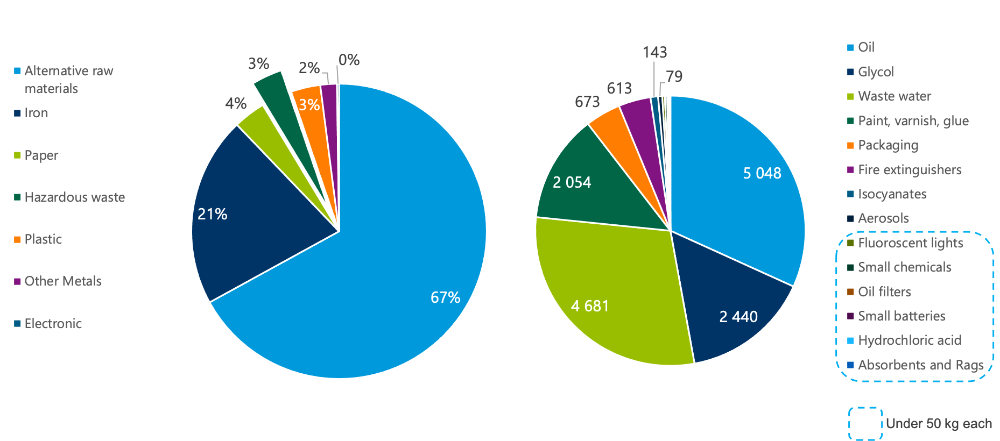 Alternative raw
materials
Iron
Paper
Hazardous waste
Plastic
Other Metals
Electronic
3%
2%
0%
4%
3%
21%
67%
143
79
613
673
5 048
2 054
4 681
2 440
Oil
Glycol
Waste water
Paint, varnish, glue
Packaging
Fire extinguishers
Isocyanates
Aerosols
Fluoroscent lights
Small chemicals
Oil filters
Small batteries
Hydrochloric acid
Absorbents and Rags
Under 50 kg each